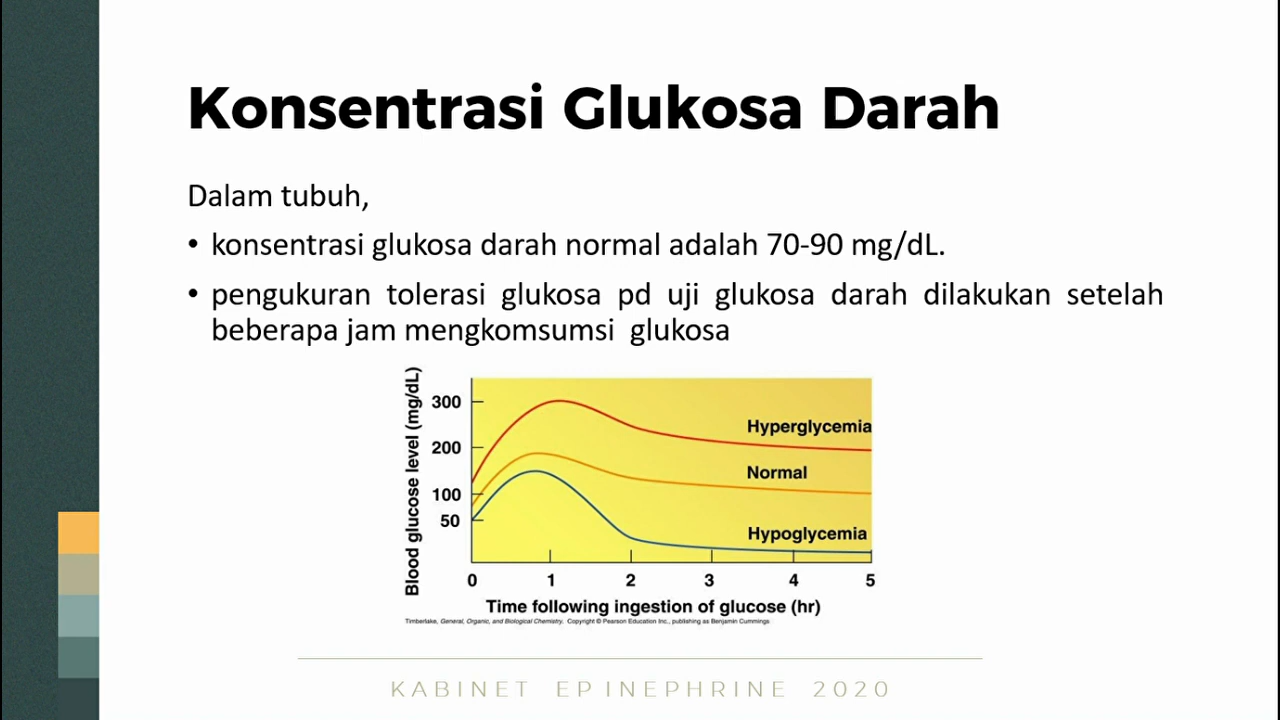 Konsentrasi Glukosa Darah
Dalam tubuh,
• konsentrasi glukosa darah normal adalah 70-90 mg/dL.
• pengukuran tolerasi glukosa pd uji glukosa darah dilakukan setelah
beberapa jam mengkomsumsi glukosa
Blood glucose level (mg/dL)
300
200
100
50
Hyperglycemia
Normal
Hypoglycemia
0 1 2 3 4 5
Time following ingestion of glucose (hr)
Timberlake, General, Organic, and Biological Chemistry. Copyright © Pearson Education Inc., publishing as Benjamin Cummings
KABINET EPINEPHRINE 2020